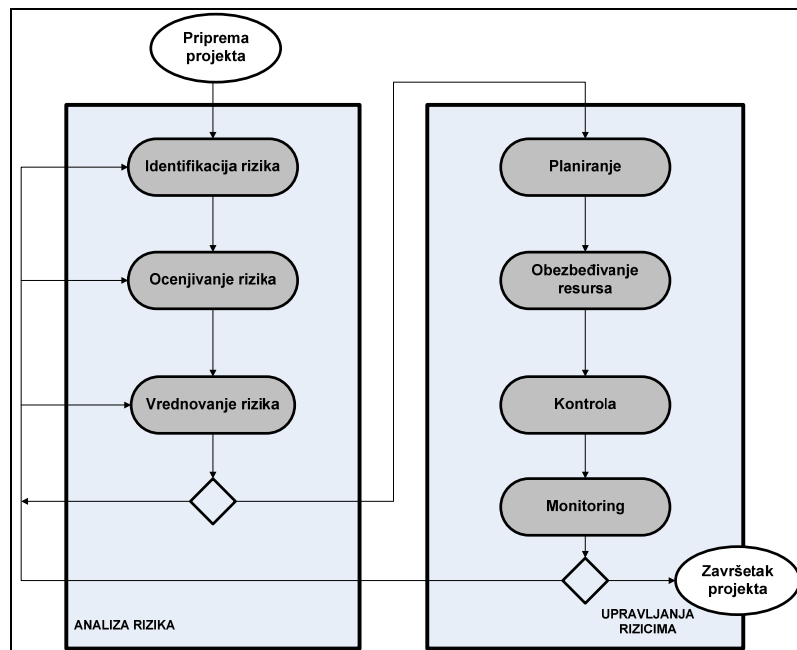 Priprema
projekta
Identifikacija rizika
Ocenjivanje rizika
Vrednovanje rizika
ANALIZA RIZIKA
Planiranje
Obezbeđivanje
resursa
Kontrola
Monitoring
Završetak
projekta
UPRAVLJANJA
RIZICIMA